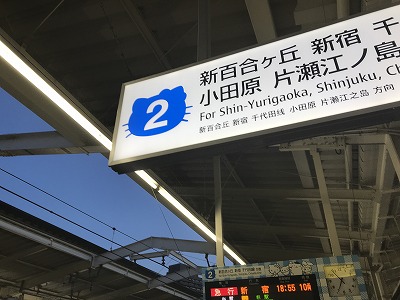 2
新百合ヶ丘 新宿 千
小田原 片瀬江ノ島
For Shin-Yurigaoka, Shinjuku, Ch
新百合丘 新宿 千代田线 小田原 片瀬江之岛 方向
2
急行 新宿 18:55 10両